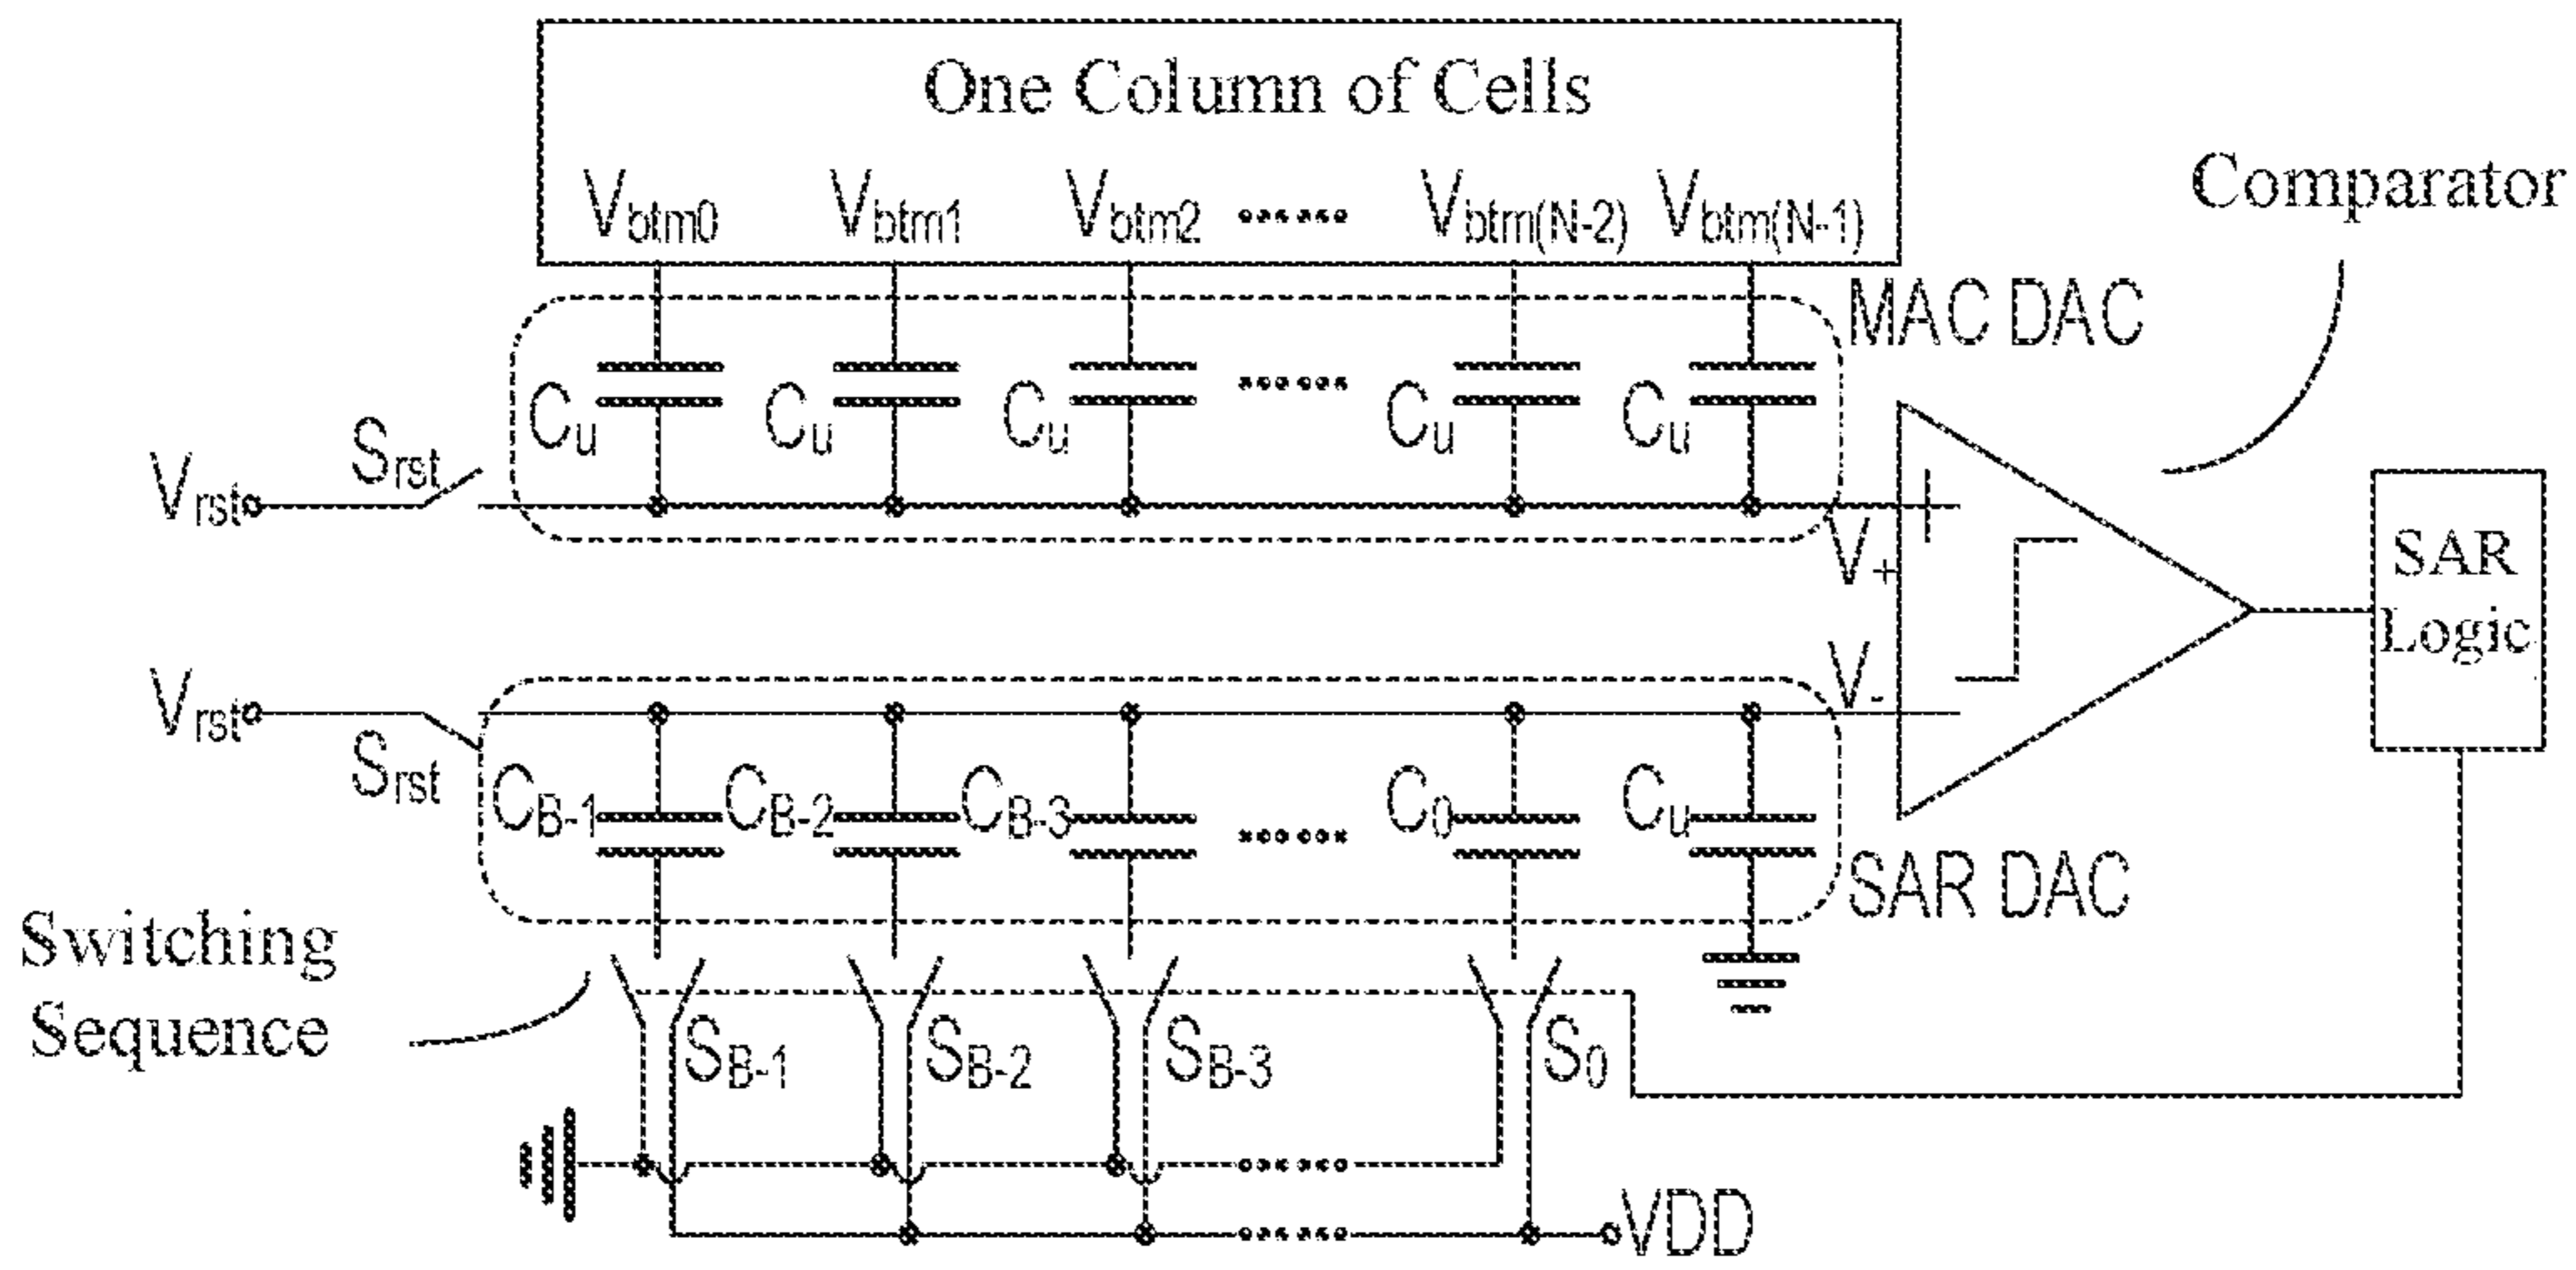 One Column of Cells
Vbtm0 Vbtm1 Vbtm2 ...... Vbtm(N-2) Vbtm(N-1)
Comparator
MAC DAC
Cu Cu Cu ...... Cu Cu
Vrst Srst
V+
SAR
Logic
V-
Vrst
Srst
CB-1 CB-2 CB-3 ...... C0 Cu
SAR DAC
Switching
Sequence
SB-1 SB-2 SB-3 S0
......
...... VDD